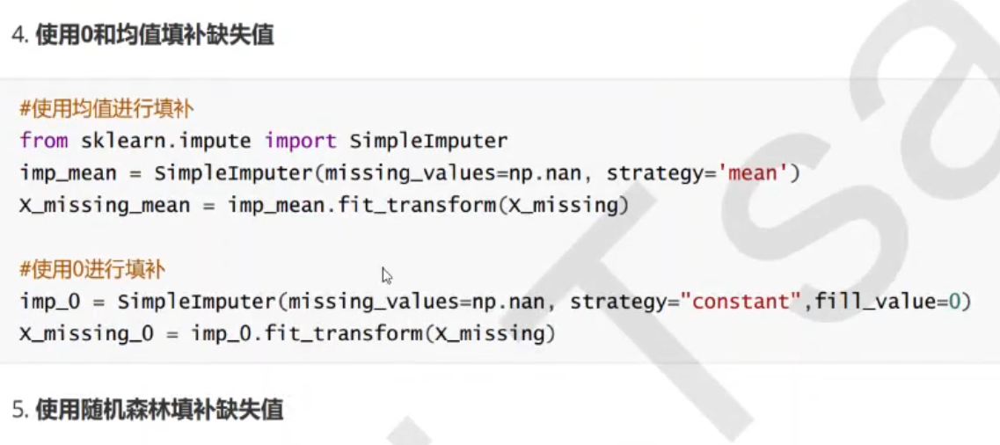 4. 使用0和均值填补缺失值
#使用均值进行填补
from sklearn.impute import SimpleImputer
imp_mean = SimpleImputer(missing_values=np.nan, strategy='mean')
X_missing_mean = imp_mean.fit_transform(X_missing)
#使用0进行填补
imp_0 = SimpleImputer(missing_values=np.nan, strategy="constant",fill_value=0)
X_missing_0 = imp_0.fit_transform(X_missing)
5. 使用随机森林填补缺失值